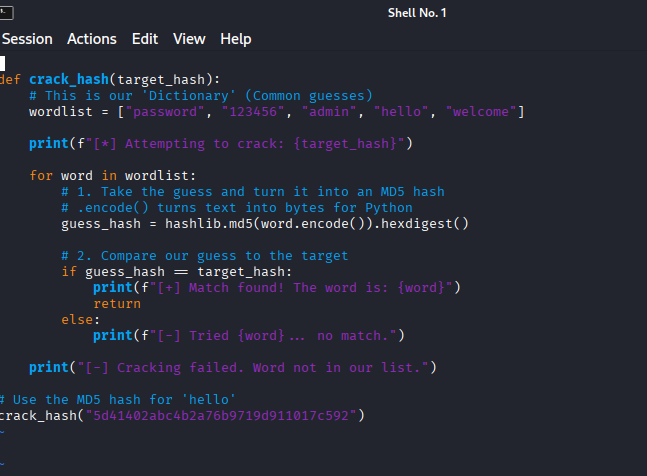 Shell No. 1
Session Actions Edit View Help
def crack_hash(target_hash):
    # This is our 'Dictionary' (Common guesses)
    wordlist = ["password", "123456", "admin", "hello", "welcome"]

    print(f"[*] Attempting to crack: {target_hash}")

    for word in wordlist:
        # 1. Take the guess and turn it into an MD5 hash
        # .encode() turns text into bytes for Python
        guess_hash = hashlib.md5(word.encode()).hexdigest()

        # 2. Compare our guess to the target
        if guess_hash == target_hash:
            print(f"[+] Match found! The word is: {word}")
            return
        else:
            print(f"[-] Tried {word}... no match.")

    print("[-] Cracking failed. Word not in our list.")

# Use the MD5 hash for 'hello'
crack_hash("5d41402abc4b2a76b9719d911017c592")
~
~